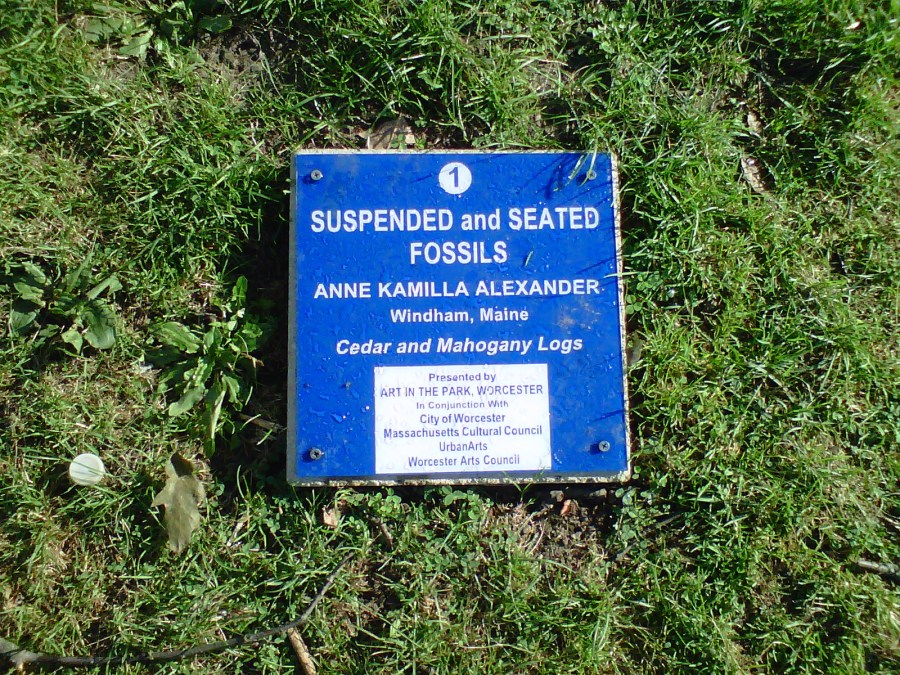 1
SUSPENDED and SEATED
FOSSILS
ANNE KAMILLA ALEXANDER
Windham, Maine
Cedar and Mahogany Logs
Presented by
ART IN THE PARK, WORCESTER
In Conjunction With
City of Worcester
Massachusetts Cultural Council
UrbanArts
Worcester Arts Council